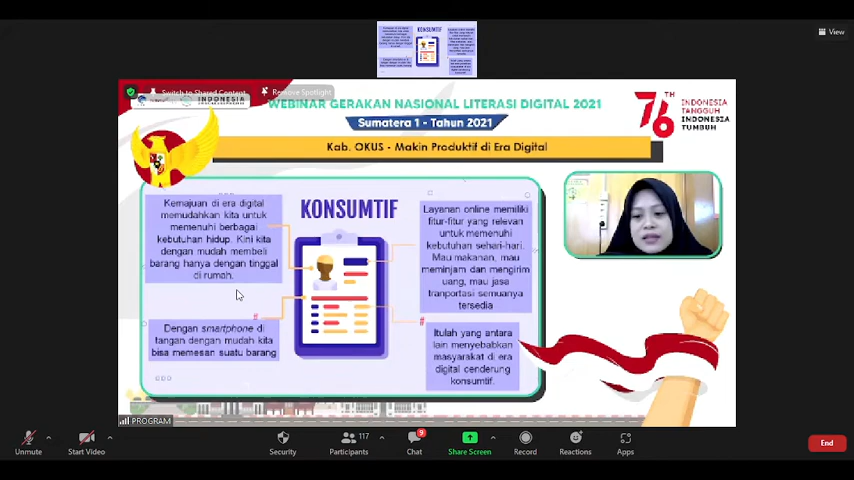 View
Switch to Shared Content
Remove Spotlight
INDONESIA
WEBINAR GERAKAN NASIONAL LITERASI DIGITAL 2021
Sumatera 1 - Tahun 2021
Kab. OKUS - Makin Produktif di Era Digital
76 TH
INDONESIA
TANGGUH
INDONESIA
TUMBUH
KONSUMTIF
Kemajuan di era digital
memudahkan kita untuk
memenuhi berbagai
kebutuhan hidup. Kini kita
dengan mudah membeli
barang hanya dengan tinggal
di rumah.
#
Dengan smartphone di
tangan dengan mudah kita
bisa memesan suatu barang
Layanan online memiliki
fitur-fitur yang relevan
untuk memenuhi
kebutuhan sehari-hari.
Mau makanan, mau
meminjam dan mengirim
uang, mau jasa
tranportasi semuanya
tersedia
#
Itulah yang antara
lain menyebabkan
masyarakat di era
digital cenderung
konsumtif.
PROGRAM
Unmute
Start Video
Security
Participants
117
Chat
9
Share Screen
Record
Reactions
Apps
End